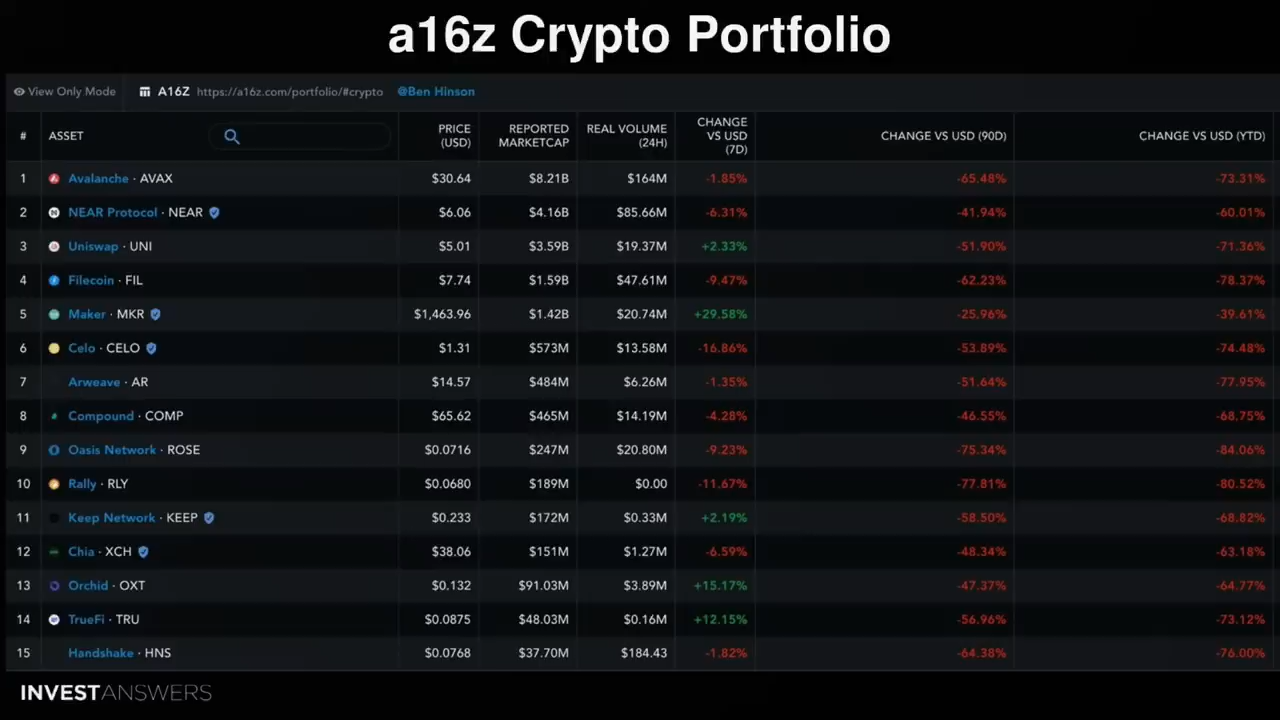 a16z Crypto Portfolio
View Only Mode A16Z https://a16z.com/portfolio/#crypto @Ben Hinson
# ASSET PRICE (USD) REPORTED MARKETCAP REAL VOLUME (24H) CHANGE VS USD (7D) CHANGE VS USD (90D) CHANGE VS USD (YTD)
1 Avalanche · AVAX $30.64 $8.21B $164M -1.85% -65.48% -73.31%
2 NEAR Protocol · NEAR $6.06 $4.16B $85.66M -6.31% -41.94% -60.01%
3 Uniswap · UNI $5.01 $3.59B $19.37M +2.33% -51.90% -71.36%
4 Filecoin · FIL $7.74 $1.59B $47.61M -9.47% -62.23% -78.37%
5 Maker · MKR $1,463.96 $1.42B $20.74M +29.58% -25.96% -39.61%
6 Celo · CELO $1.31 $573M $13.58M -16.86% -53.89% -74.48%
7 Arweave · AR $14.57 $484M $6.26M -1.35% -51.64% -77.95%
8 Compound · COMP $65.62 $465M $14.19M -4.28% -46.55% -68.75%
9 Oasis Network · ROSE $0.0716 $247M $20.80M -9.23% -75.34% -84.06%
10 Rally · RLY $0.0680 $189M $0.00 -11.67% -77.81% -80.52%
11 Keep Network · KEEP $0.233 $172M $0.33M +2.19% -58.50% -68.82%
12 Chia · XCH $38.06 $151M $1.27M -6.59% -48.34% -63.18%
13 Orchid · OXT $0.132 $91.03M $3.89M +15.17% -47.37% -64.77%
14 TrueFi · TRU $0.0875 $48.03M $0.16M +12.15% -56.96% -73.12%
15 Handshake · HNS $0.0768 $37.70M $184.43 -1.82% -64.38% -76.00%
INVESTANSWERS